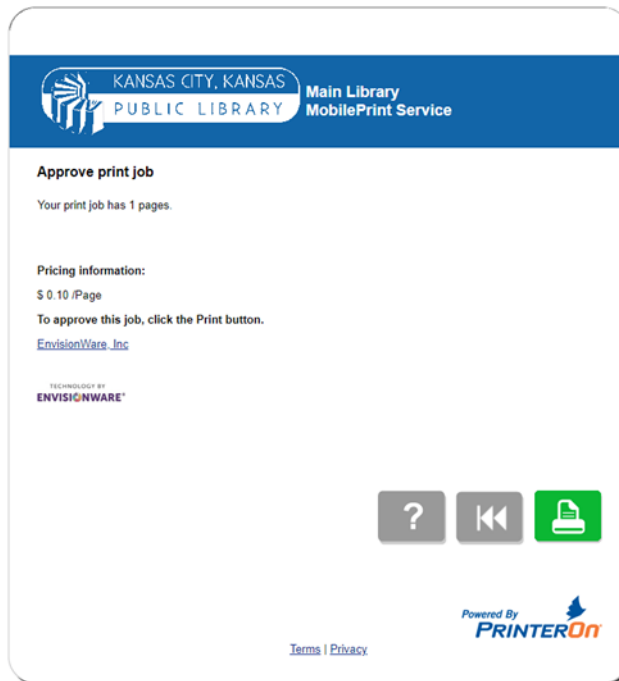 KANSAS CITY, KANSAS
PUBLIC LIBRARY
Main Library
MobilePrint Service
Approve print job
Your print job has 1 pages.
Pricing information:
$ 0.10 /Page
To approve this job, click the Print button.
EnvisionWare, Inc
TECHNOLOGY BY
ENVISIONWARE®
?
Powered By
PRINTERON
Terms | Privacy